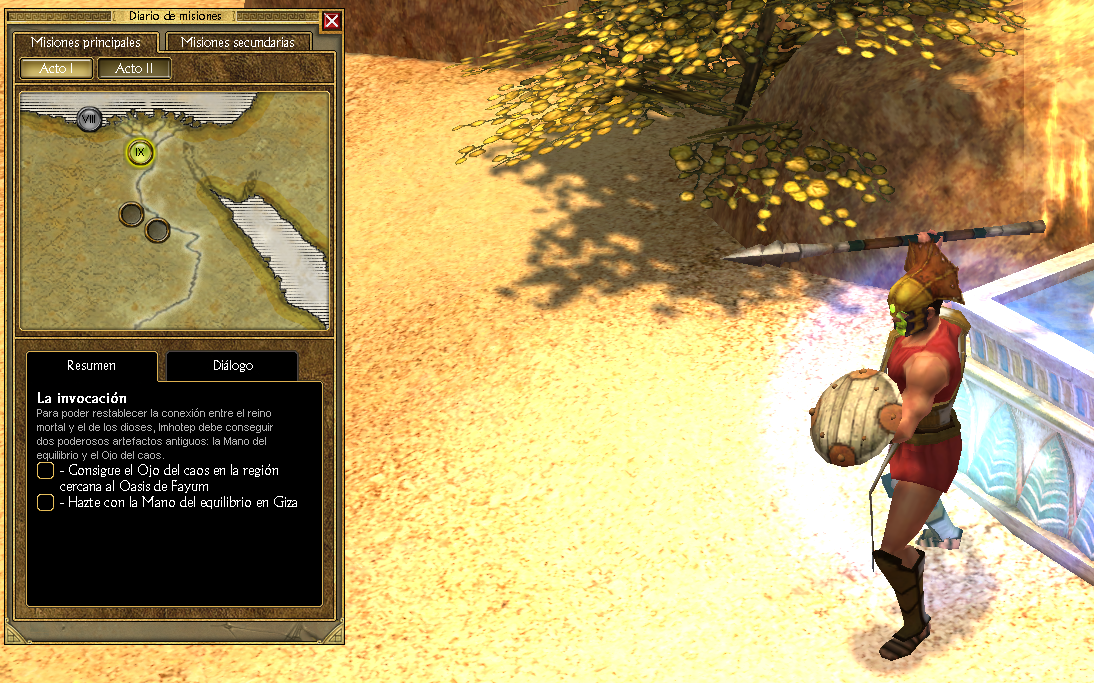 Diario de misiones
Misiones principales
Misiones secundarias
Acto I
Acto II
VIII
IX
Resumen
Diálogo
La invocación
Para poder restablecer la conexión entre el reino
mortal y el de los dioses, Imhotep debe conseguir
dos poderosos artefactos antiguos: la Mano del
equilibrio y el Ojo del caos.
- Consigue el Ojo del caos en la región
cercana al Oasis de Fayum
- Hazte con la Mano del equilibrio en Giza